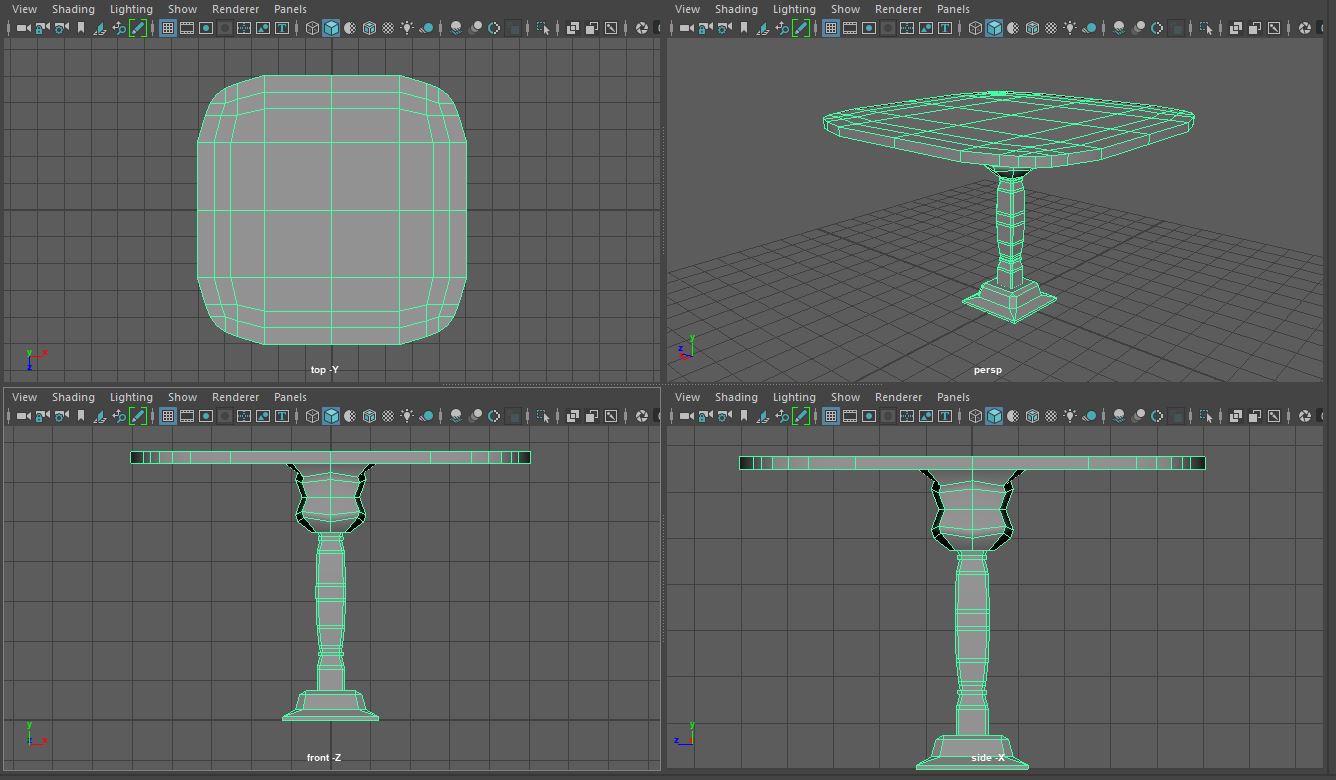 View Shading Lighting Show Renderer Panels
View Shading Lighting Show Renderer Panels
T
T
y x z
top -Y
y z x
persp
View Shading Lighting Show Renderer Panels
View Shading Lighting Show Renderer Panels
T
T
y z x
front -Z
y z
side -X